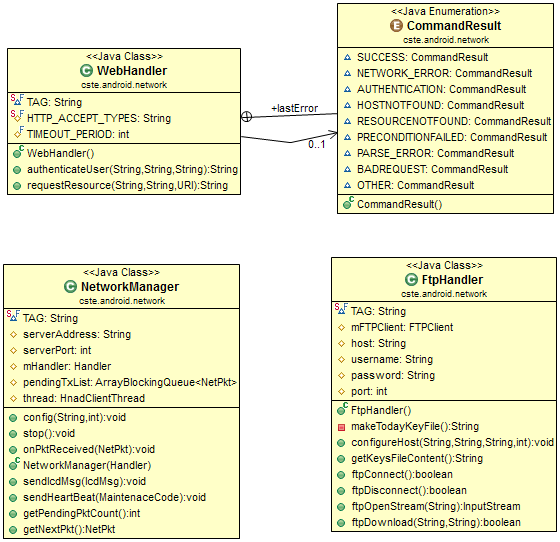 <<Java Class>>
WebHandler
cste.android.network
TAG: String
HTTP_ACCEPT_TYPES: String
TIMEOUT_PERIOD: int
WebHandler()
authenticateUser(String,String,String):String
requestResource(String,String,URI):String
+lastError
0..1
<<Java Enumeration>>
CommandResult
cste.android.network
SUCCESS: CommandResult
NETWORK_ERROR: CommandResult
AUTHENTICATION: CommandResult
HOSTNOTFOUND: CommandResult
RESOURCENOTFOUND: CommandResult
PRECONDITIONFAILED: CommandResult
PARSE_ERROR: CommandResult
BADREQUEST: CommandResult
OTHER: CommandResult
CommandResult()
<<Java Class>>
NetworkManager
cste.android.network
TAG: String
serverAddress: String
serverPort: int
mHandler: Handler
pendingTxList: ArrayBlockingQueue<NetPkt>
thread: HnadClientThread
config(String,int):void
stop():void
onPktReceived(NetPkt):void
NetworkManager(Handler)
sendIcdMsg(IcdMsg):void
sendHeartBeat(MaintenaceCode):void
getPendingPktCount():int
getNextPkt():NetPkt
<<Java Class>>
FtpHandler
cste.android.network
TAG: String
mFTPClient: FTPClient
host: String
username: String
password: String
port: int
FtpHandler()
makeTodayKeyFile():String
configureHost(String,String,String,int):void
getKeysFileContent():String
ftpConnect():boolean
ftpDisconnect():boolean
ftpOpenStream(String):InputStream
ftpDownload(String,String):boolean